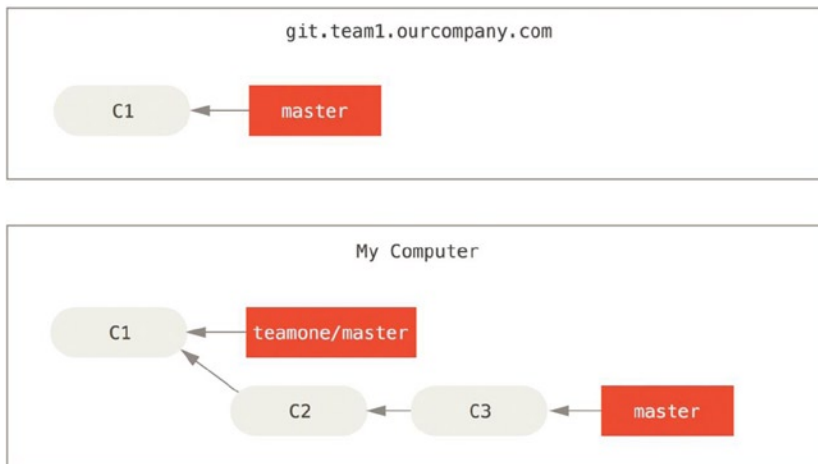 git.team1.ourcompany.com
C1 master
My Computer
C1 teamone/master
C2 C3 master